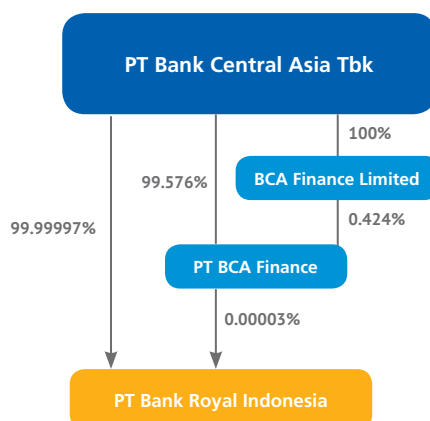 PT Bank Central Asia Tbk
100%
99.576%
BCA Finance Limited
99.99997%
0.424%
PT BCA Finance
0.00003%
PT Bank Royal Indonesia